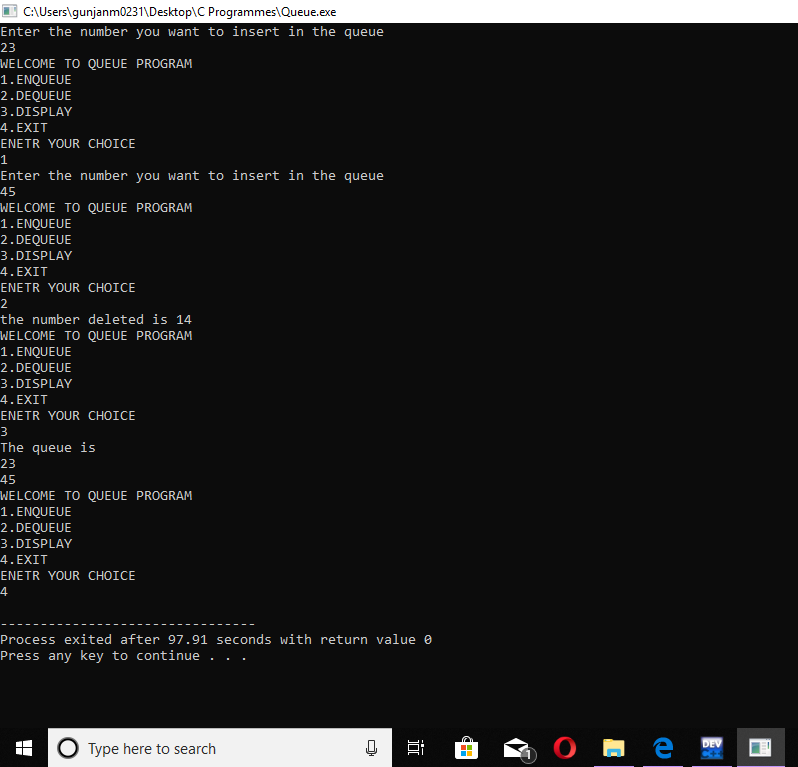 C:\Users\gunjanm0231\Desktop\C Programmes\Queue.exe
Enter the number you want to insert in the queue
23
WELCOME TO QUEUE PROGRAM
1.ENQUEUE
2.DEQUEUE
3.DISPLAY
4.EXIT
ENETR YOUR CHOICE
1
Enter the number you want to insert in the queue
45
WELCOME TO QUEUE PROGRAM
1.ENQUEUE
2.DEQUEUE
3.DISPLAY
4.EXIT
ENETR YOUR CHOICE
2
the number deleted is 14
WELCOME TO QUEUE PROGRAM
1.ENQUEUE
2.DEQUEUE
3.DISPLAY
4.EXIT
ENETR YOUR CHOICE
3
The queue is
23
45
WELCOME TO QUEUE PROGRAM
1.ENQUEUE
2.DEQUEUE
3.DISPLAY
4.EXIT
ENETR YOUR CHOICE
4
--------------------------------
Process exited after 97.91 seconds with return value 0
Press any key to continue . . .
Type here to search
1
DEV